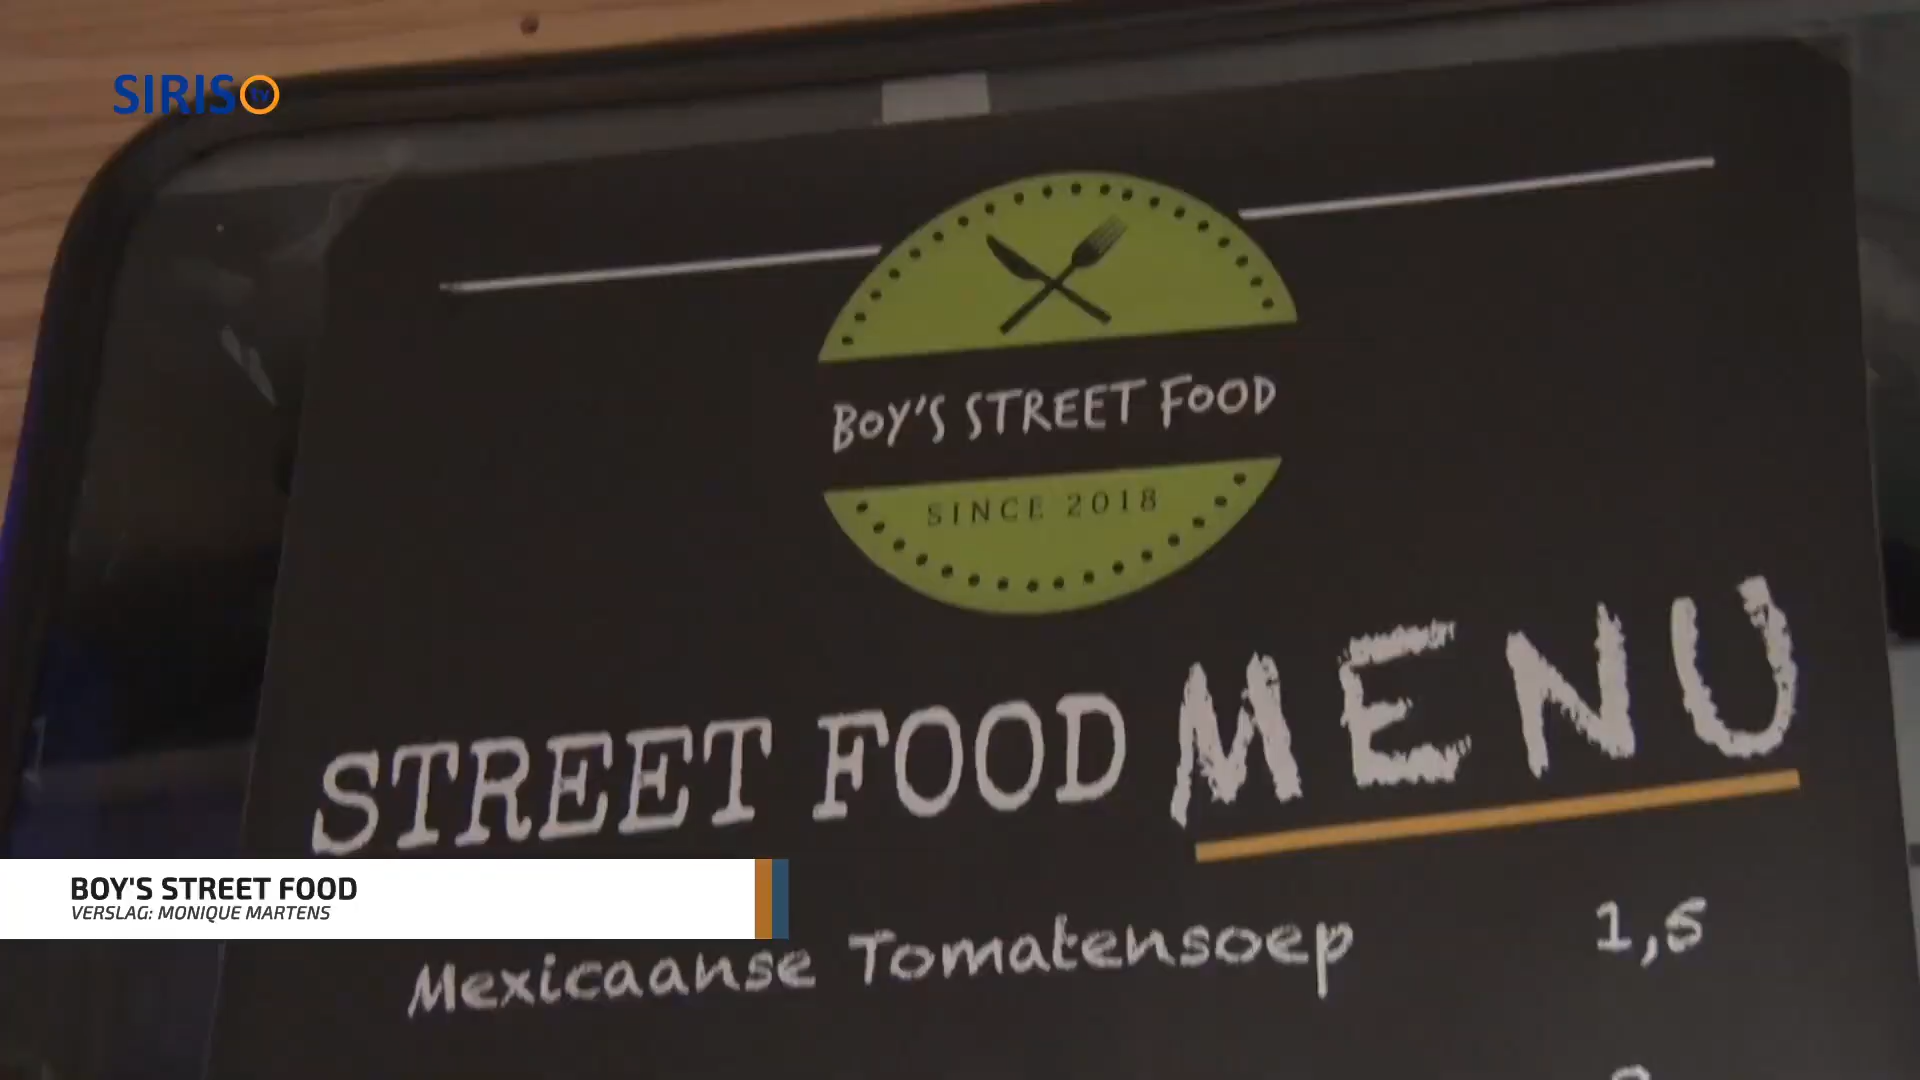 SIRIS tv
BOY'S STREET FOOD
SINCE 2018
STREET FOOD MENU
BOY'S STREET FOOD
VERSLAG: MONIQUE MARTENS
Mexicaanse Tomatensoep 1,5